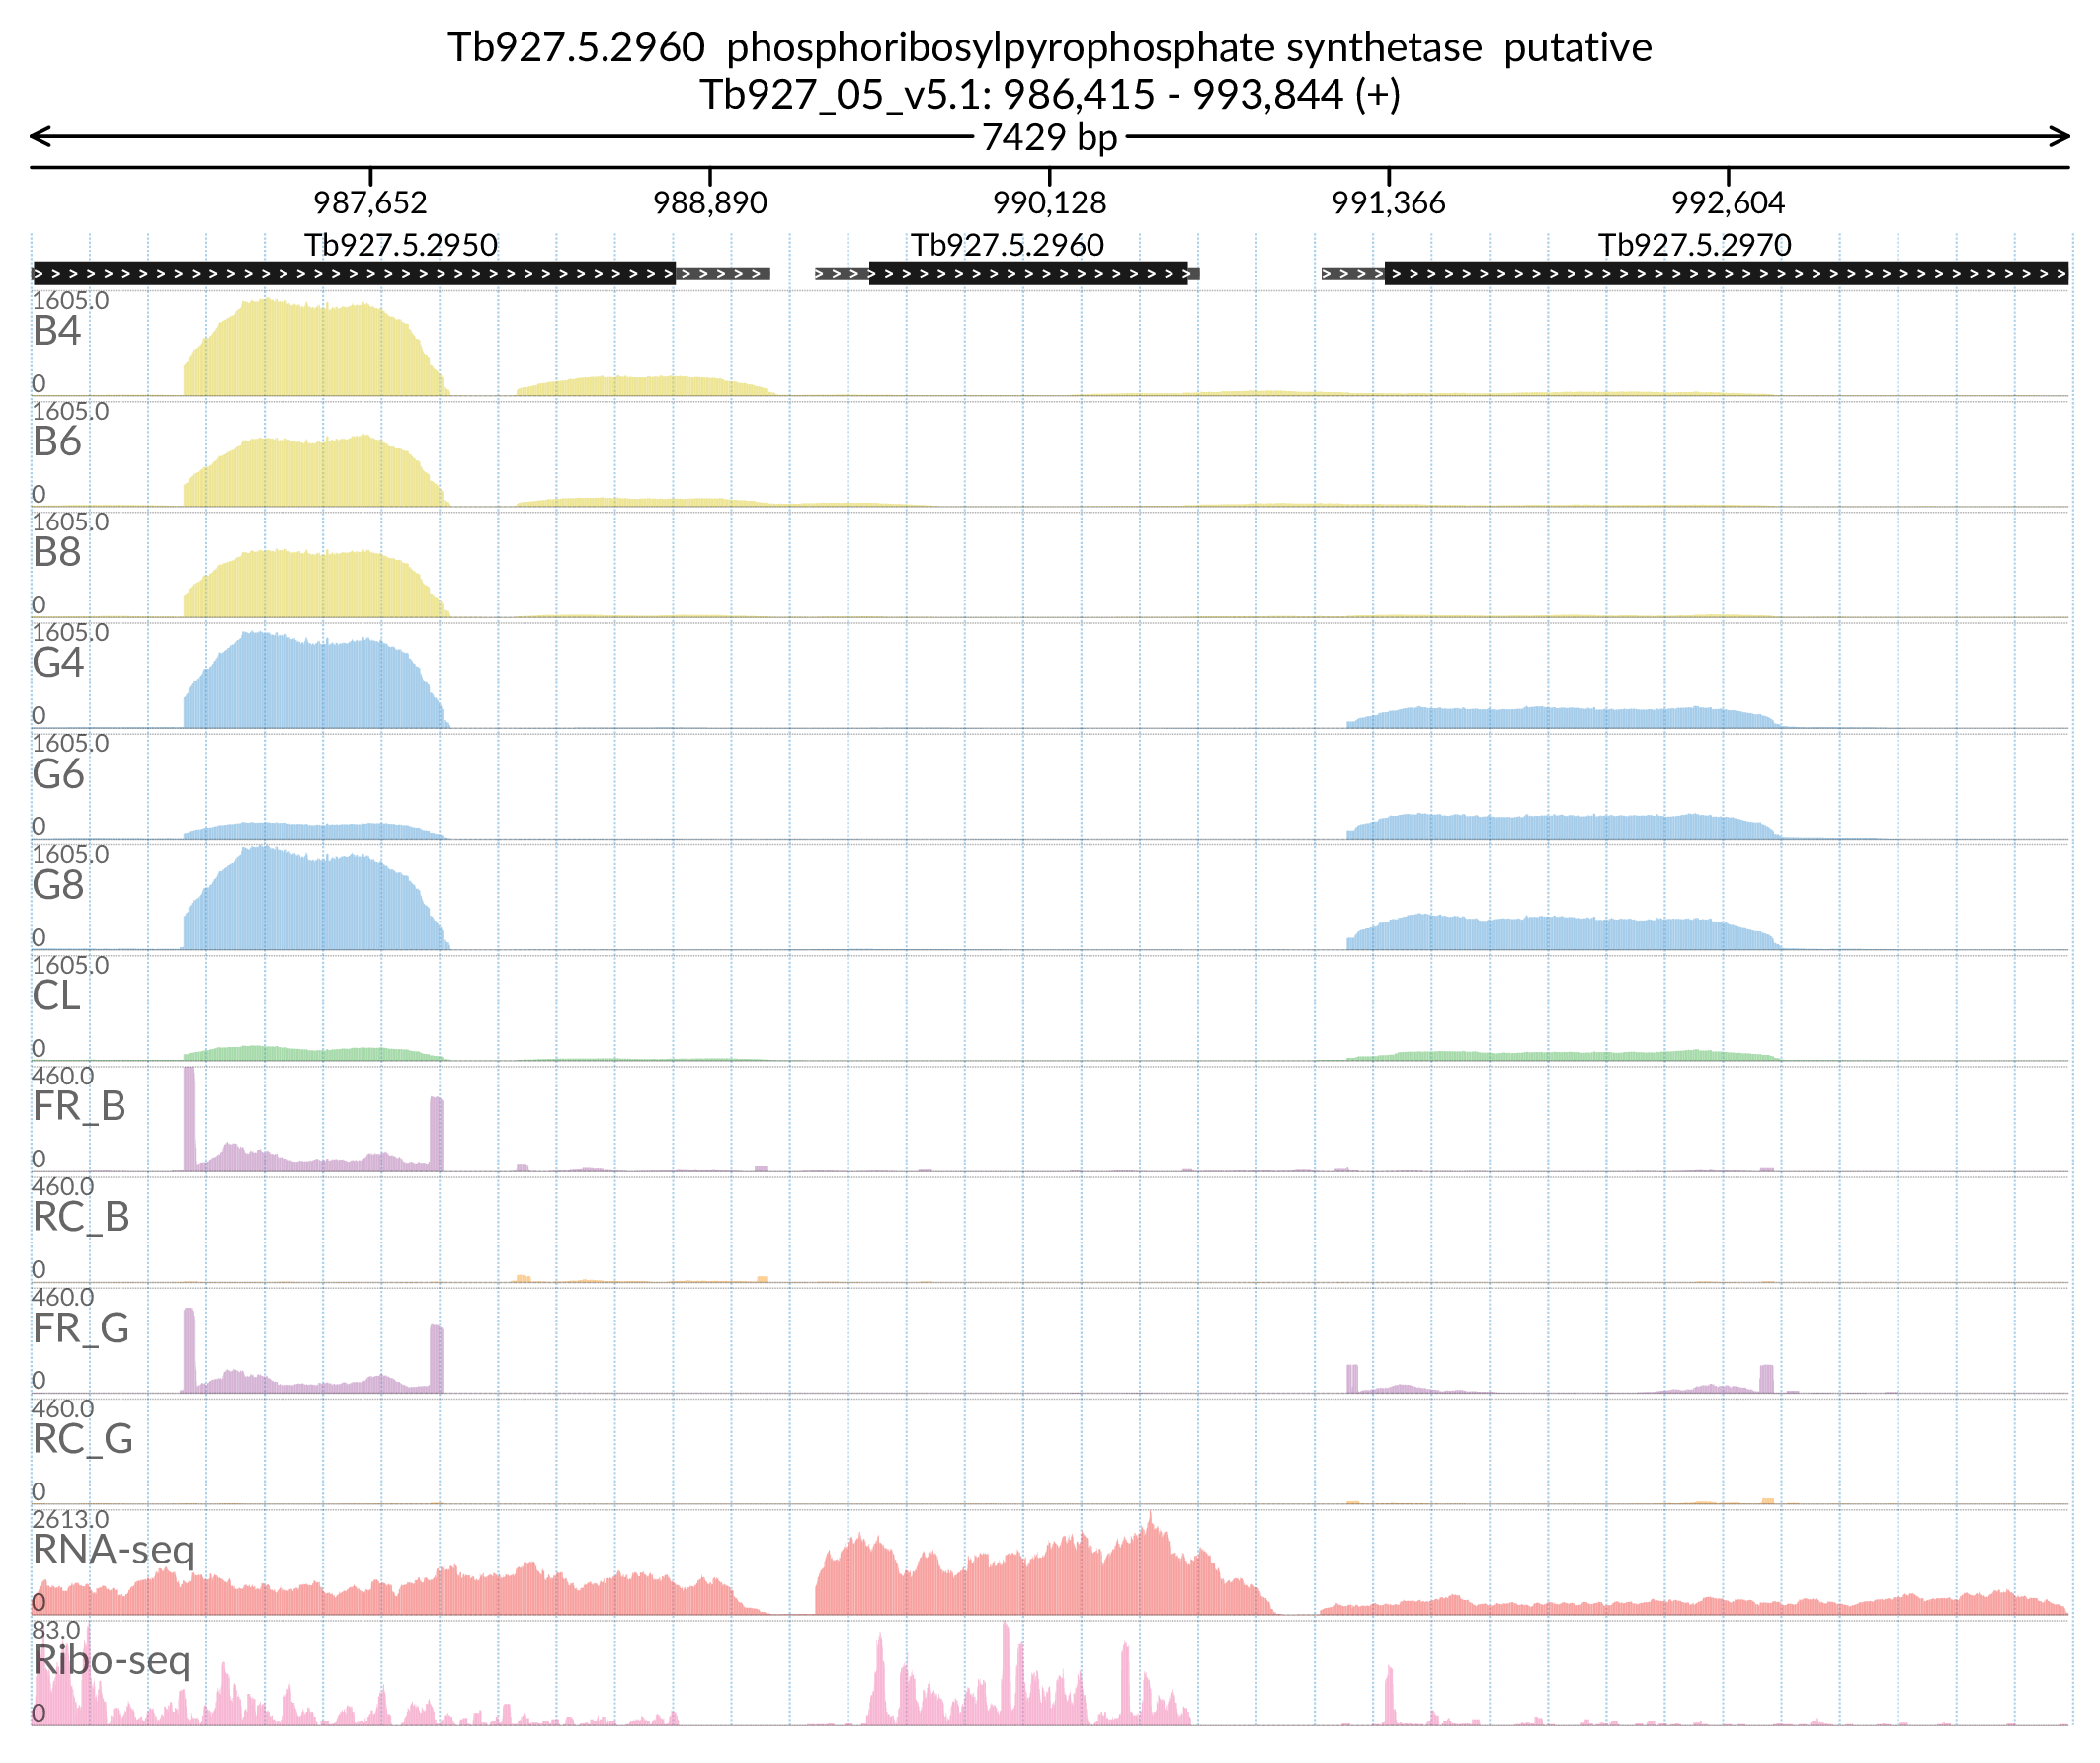 Tb927.5.2960  phosphoribosylpyrophosphate synthetase  putative
Tb927_05_v5.1: 986,415 - 993,844 (+)
7429 bp
987,652 988,890 990,128 991,366 992,604
Tb927.5.2950 Tb927.5.2960 Tb927.5.2970
1605.0
B4
0
1605.0
B6
0
1605.0
B8
0
1605.0
G4
0
1605.0
G6
0
1605.0
G8
0
1605.0
CL
0
460.0
FR_B
0
460.0
RC_B
0
460.0
FR_G
0
460.0
RC_G
0
2613.0
RNA-seq
0
83.0
Ribo-seq
0